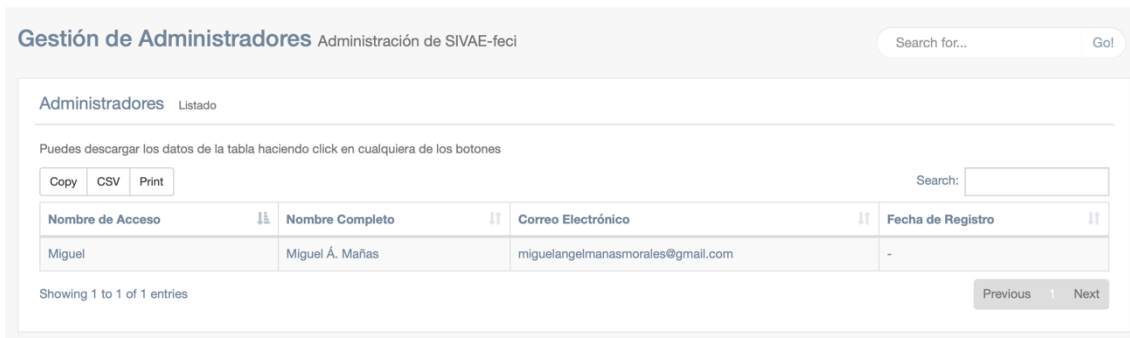 Gestión de Administradores Administración de SIVAE-feci
Search for... Go!
Administradores Listado
Puedes descargar los datos de la tabla haciendo click en cualquiera de los botones
Copy CSV Print Search:
Nombre de Acceso Nombre Completo Correo Electrónico Fecha de Registro
Miguel Miguel Á. Mañas miguelangelmanasmorales@gmail.com -
Showing 1 to 1 of 1 entries Previous 1 Next